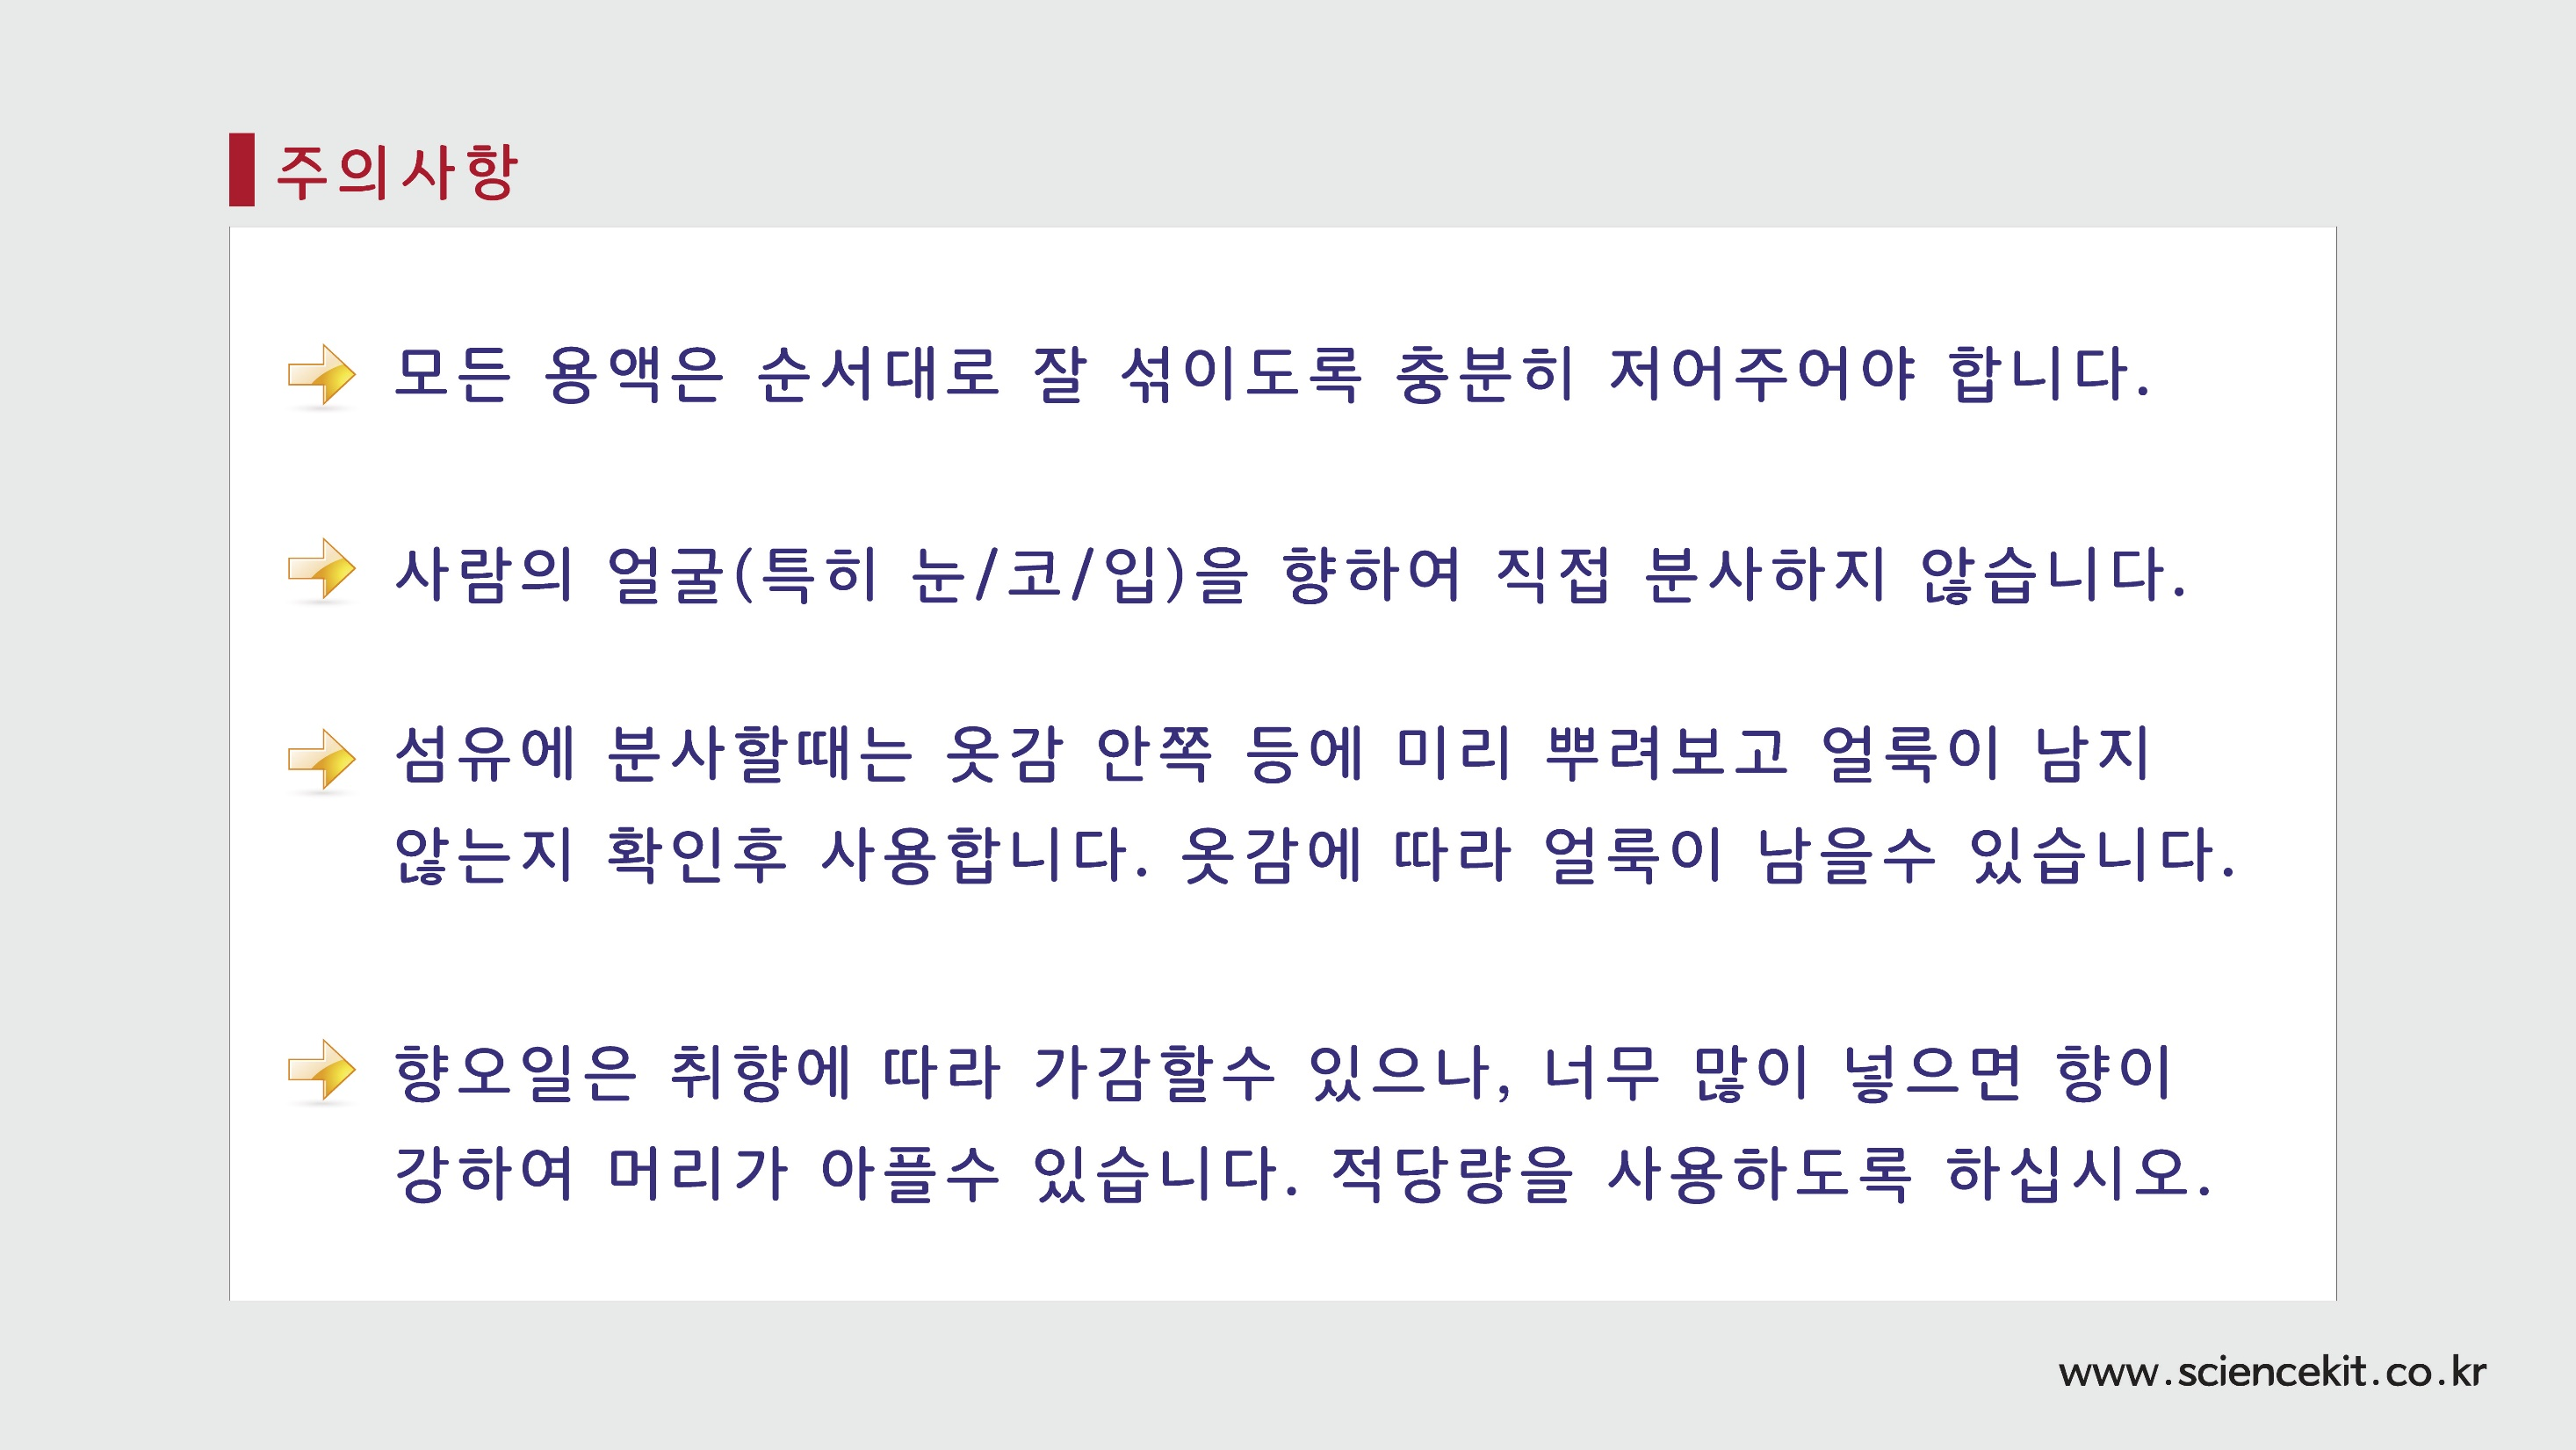 주의사항
모든 용액은 순서대로 잘 섞이도록 충분히 저어주어야 합니다.
사람의 얼굴(특히 눈/코/입)을 향하여 직접 분사하지 않습니다.
섬유에 분사할때는 옷감 안쪽 등에 미리 뿌려보고 얼룩이 남지
않는지 확인후 사용합니다. 옷감에 따라 얼룩이 남을수 있습니다.
향오일은 취향에 따라 가감할수 있으나, 너무 많이 넣으면 향이
강하여 머리가 아플수 있습니다. 적당량을 사용하도록 하십시오.
www.sciencekit.co.kr